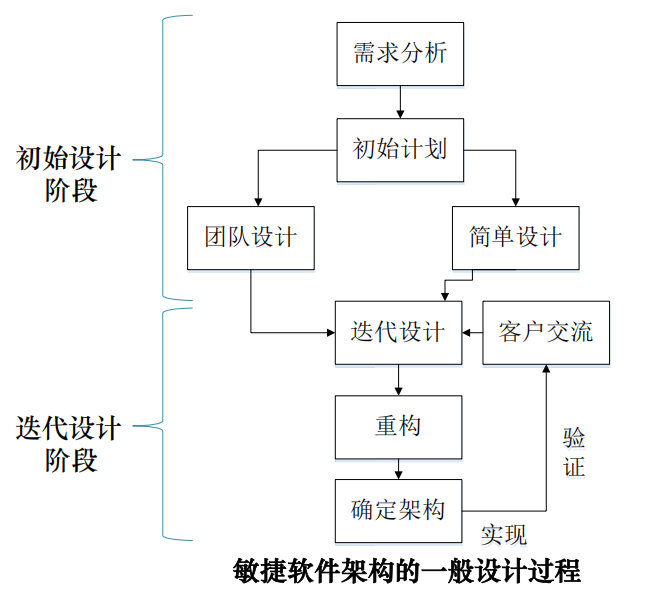 需求分析
初始计划
初始设计
阶段
团队设计
简单设计
迭代设计
客户交流
重构
迭代设计
阶段
验
证
确定架构
实现
敏捷软件架构的一般设计过程